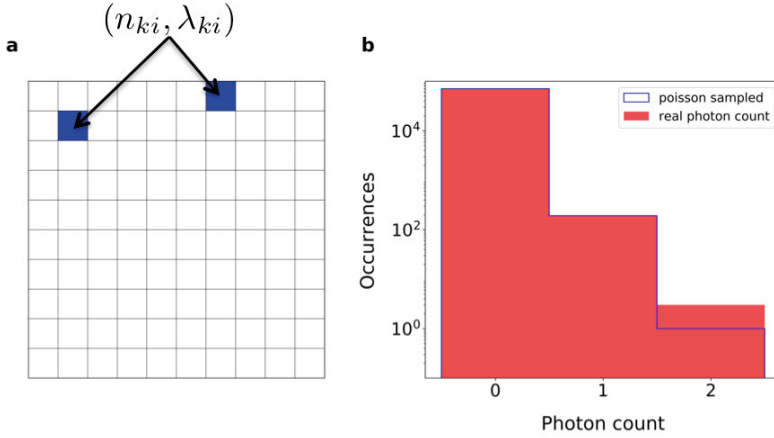 (n_{ki}, λ_{ki})
a
b
poisson sampled
real photon count
10^4
10^2
10^0
Occurrences
0 1 2
Photon count